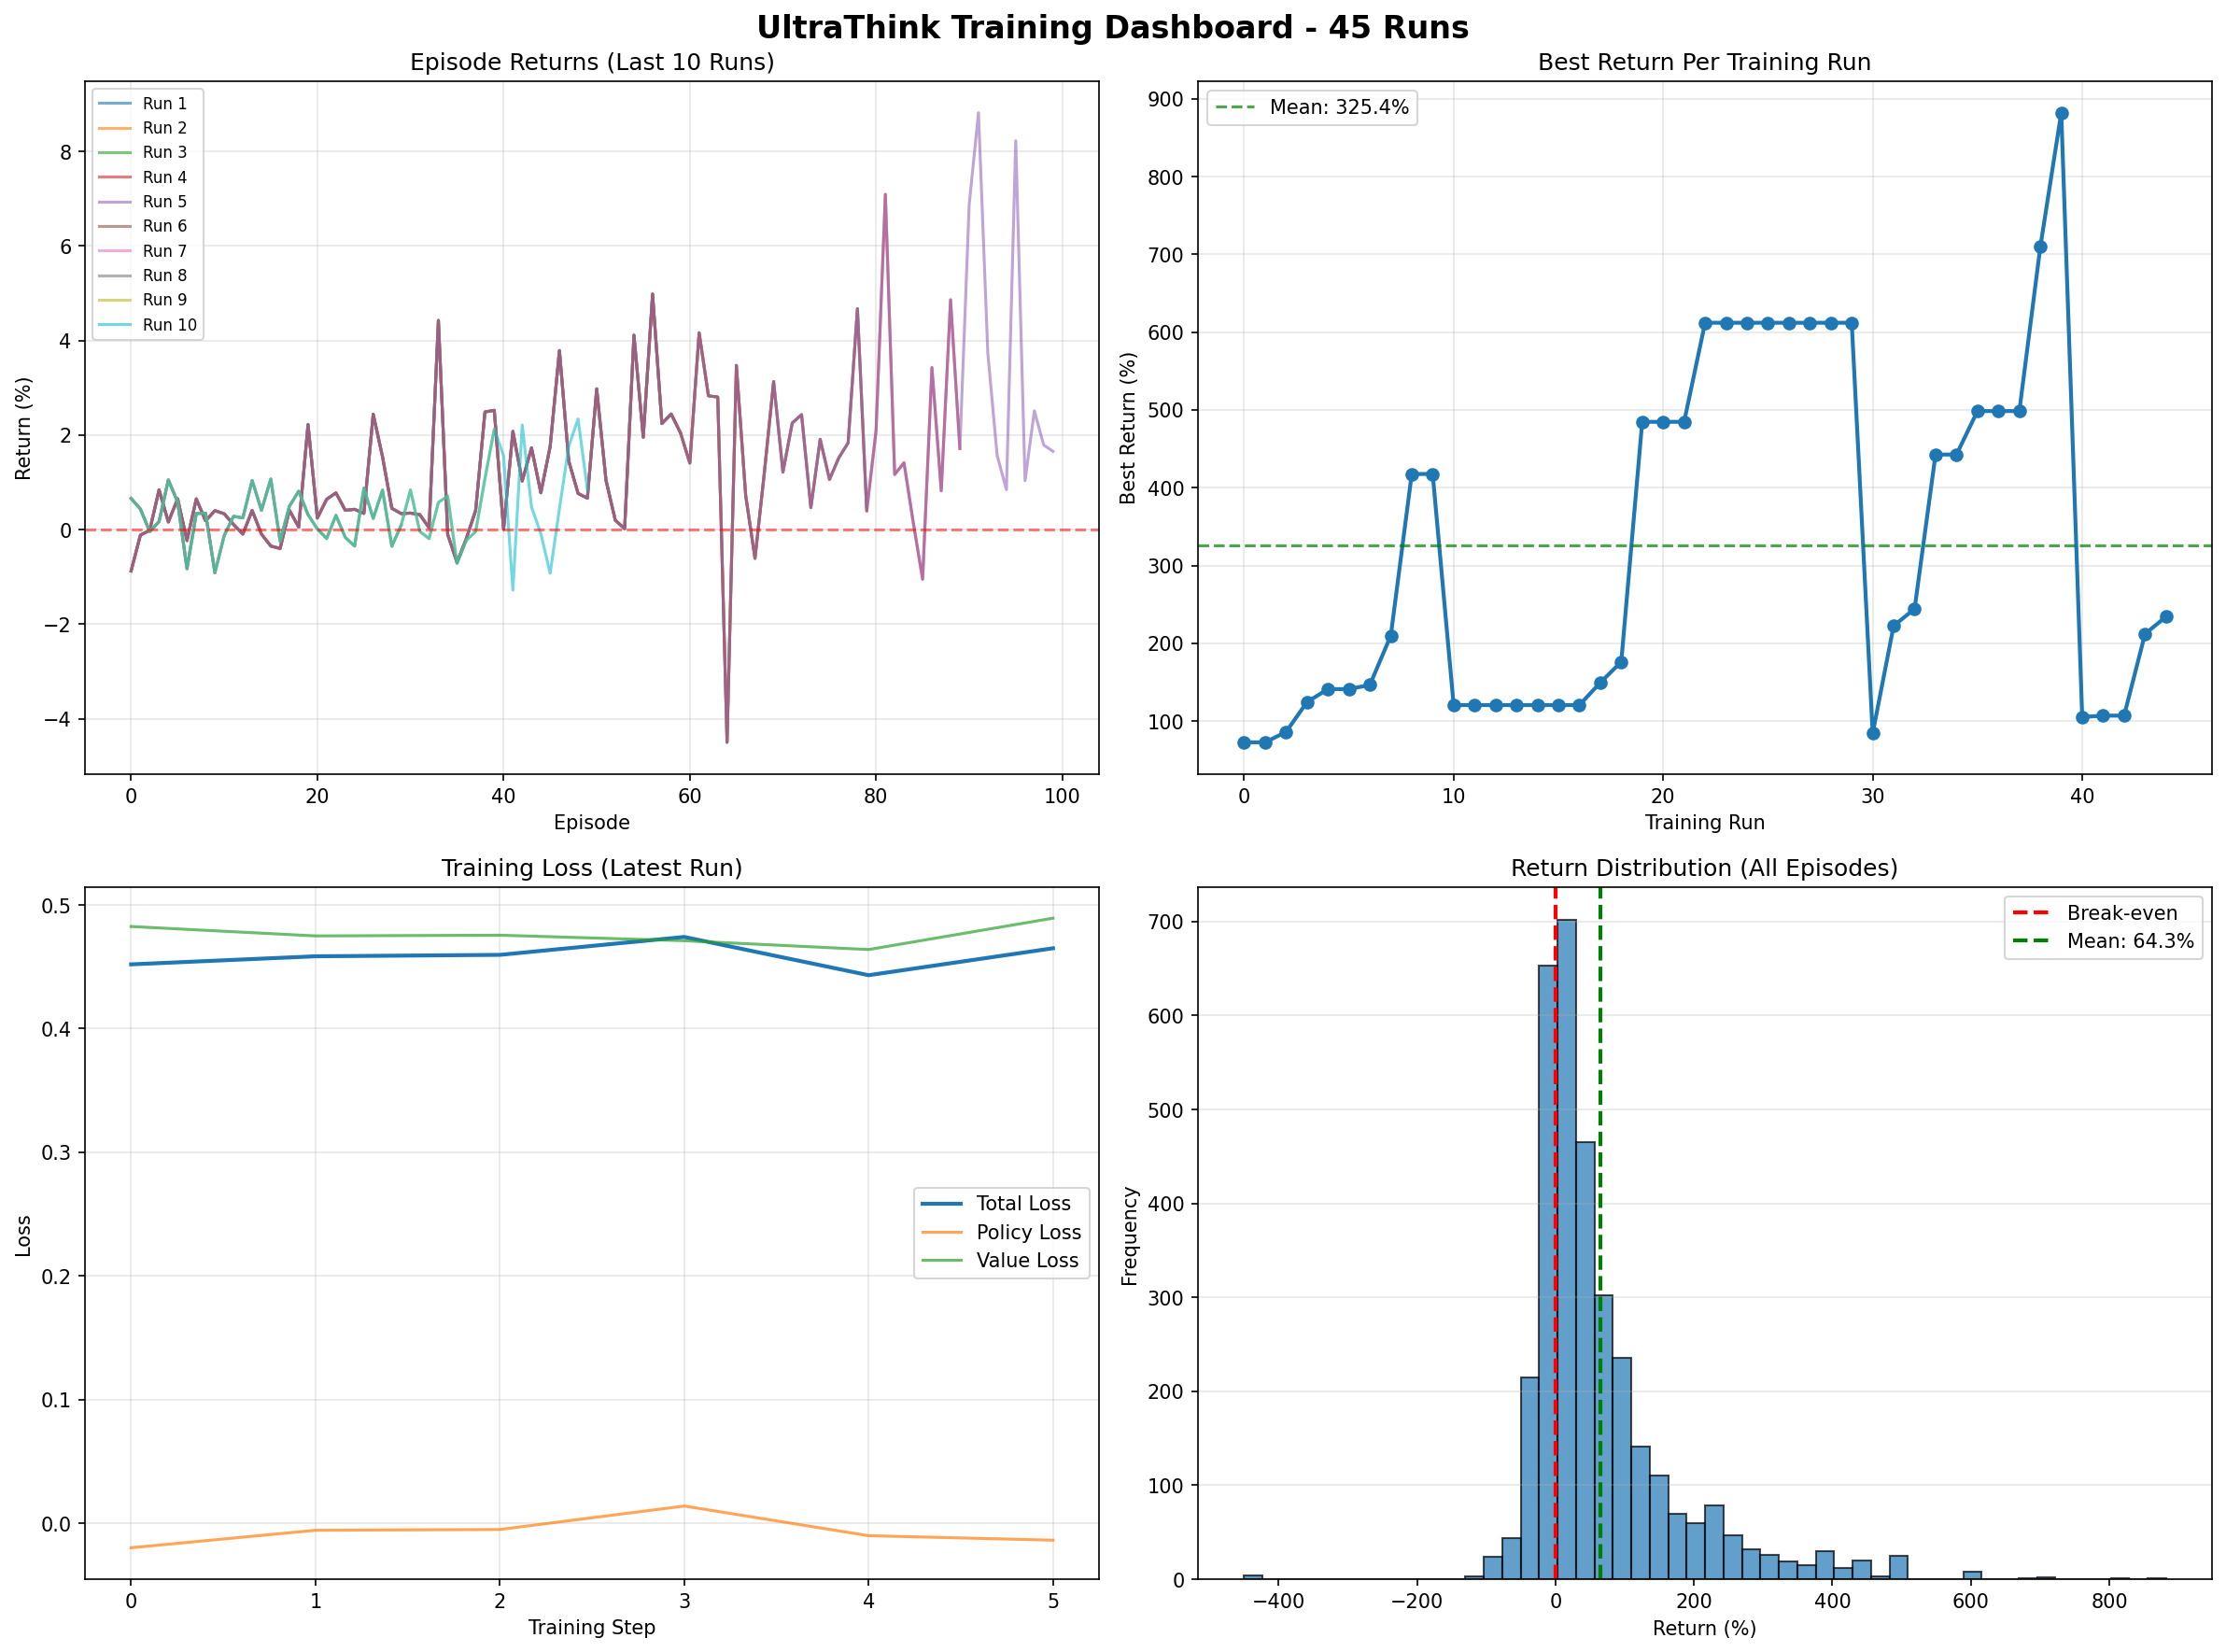 UltraThink Training Dashboard - 45 Runs
Episode Returns (Last 10 Runs)
Return (%)
8
6
4
2
0
−2
−4
0 20 40 60 80 100
Episode
Run 1
Run 2
Run 3
Run 4
Run 5
Run 6
Run 7
Run 8
Run 9
Run 10
Best Return Per Training Run
Best Return (%)
900
800
700
600
500
400
300
200
100
0 10 20 30 40
Training Run
Mean: 325.4%
Training Loss (Latest Run)
Loss
0.5
0.4
0.3
0.2
0.1
0.0
0 1 2 3 4 5
Training Step
Total Loss
Policy Loss
Value Loss
Return Distribution (All Episodes)
Frequency
700
600
500
400
300
200
100
0
−400 −200 0 200 400 600 800
Return (%)
Break-even
Mean: 64.3%